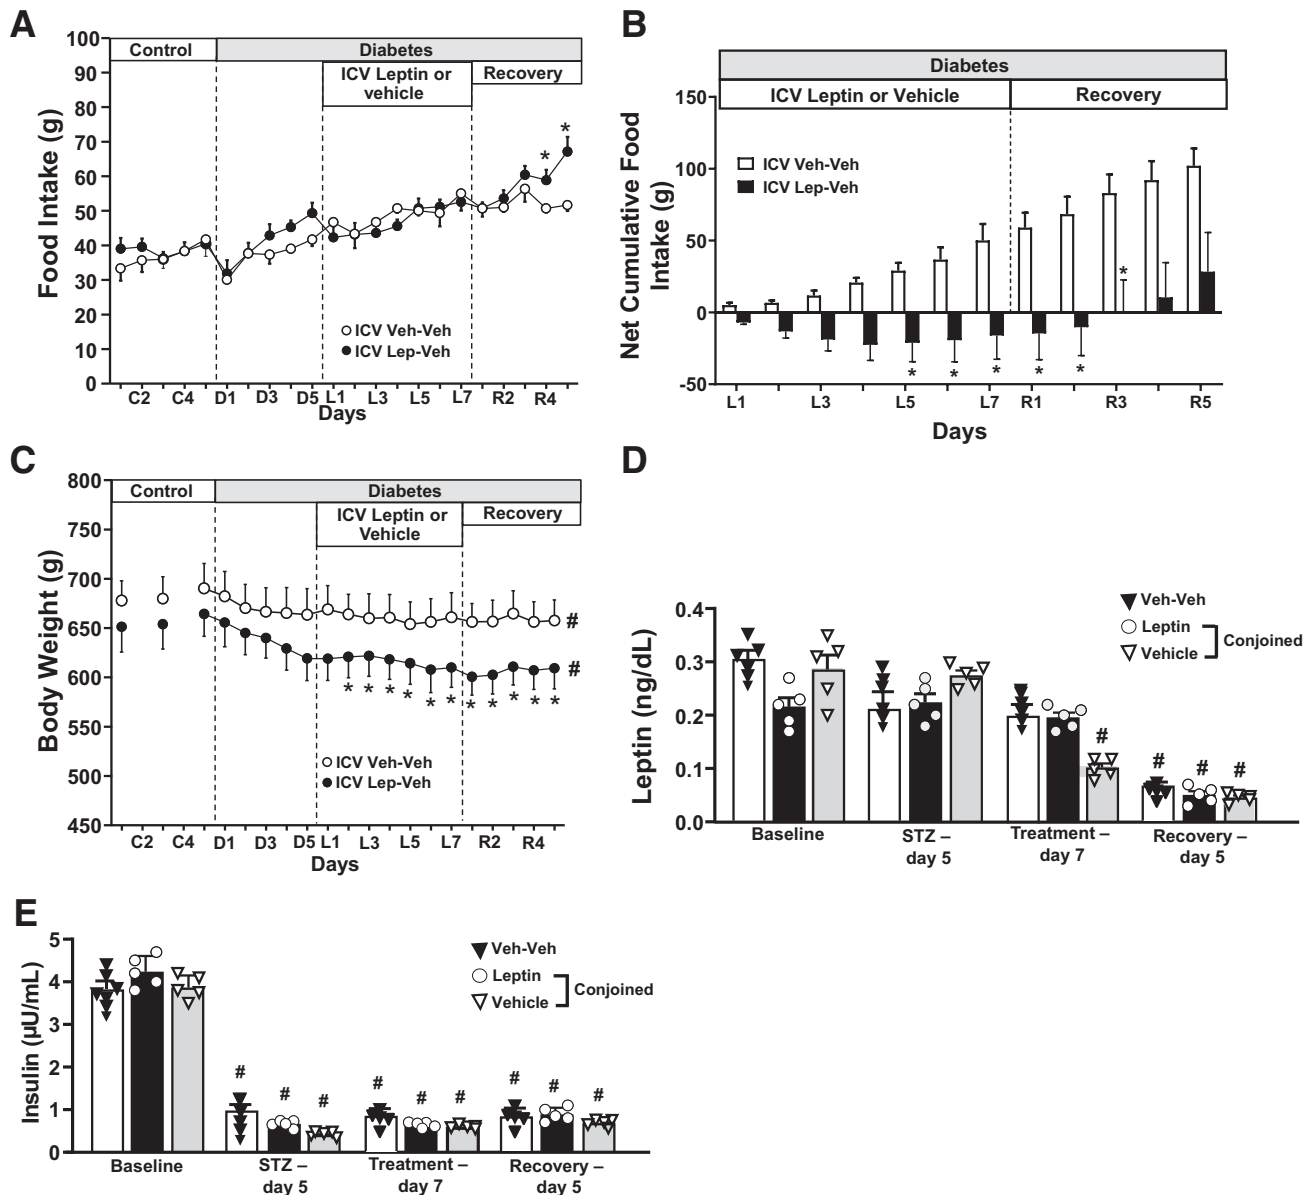 A
Food Intake (g)
100
90
80
70
60
50
40
30
20
10
0
Control
Diabetes
ICV Leptin or
vehicle
Recovery
*
*
ICV Veh-Veh
ICV Lep-Veh
C2 C4 D1 D3 D5 L1 L3 L5 L7 R2 R4
Days
B
Net Cumulative Food
Intake (g)
Diabetes
ICV Leptin or Vehicle
Recovery
150
100
50
0
-50
ICV Veh-Veh
ICV Lep-Veh
*
* * * * *
L1 L3 L5 L7 R1 R3 R5
Days
C
Body Weight (g)
800
750
700
650
600
550
500
450
Control
Diabetes
ICV Leptin or
Vehicle
Recovery
#
#
* * * * * * * * * * *
ICV Veh-Veh
ICV Lep-Veh
C2 C4 D1 D3 D5 L1 L3 L5 L7 R2 R4
Days
D
Leptin (ng/dL)
0.4
0.3
0.2
0.1
0.0
Veh-Veh
Leptin
Vehicle
Conjoined
#
# # #
Baseline
STZ –
day 5
Treatment –
day 7
Recovery –
day 5
E
Insulin (µU/mL)
5
4
3
2
1
0
Veh-Veh
Leptin
Vehicle
Conjoined
# # # # # # # # #
Baseline
STZ –
day 5
Treatment –
day 7
Recovery –
day 5